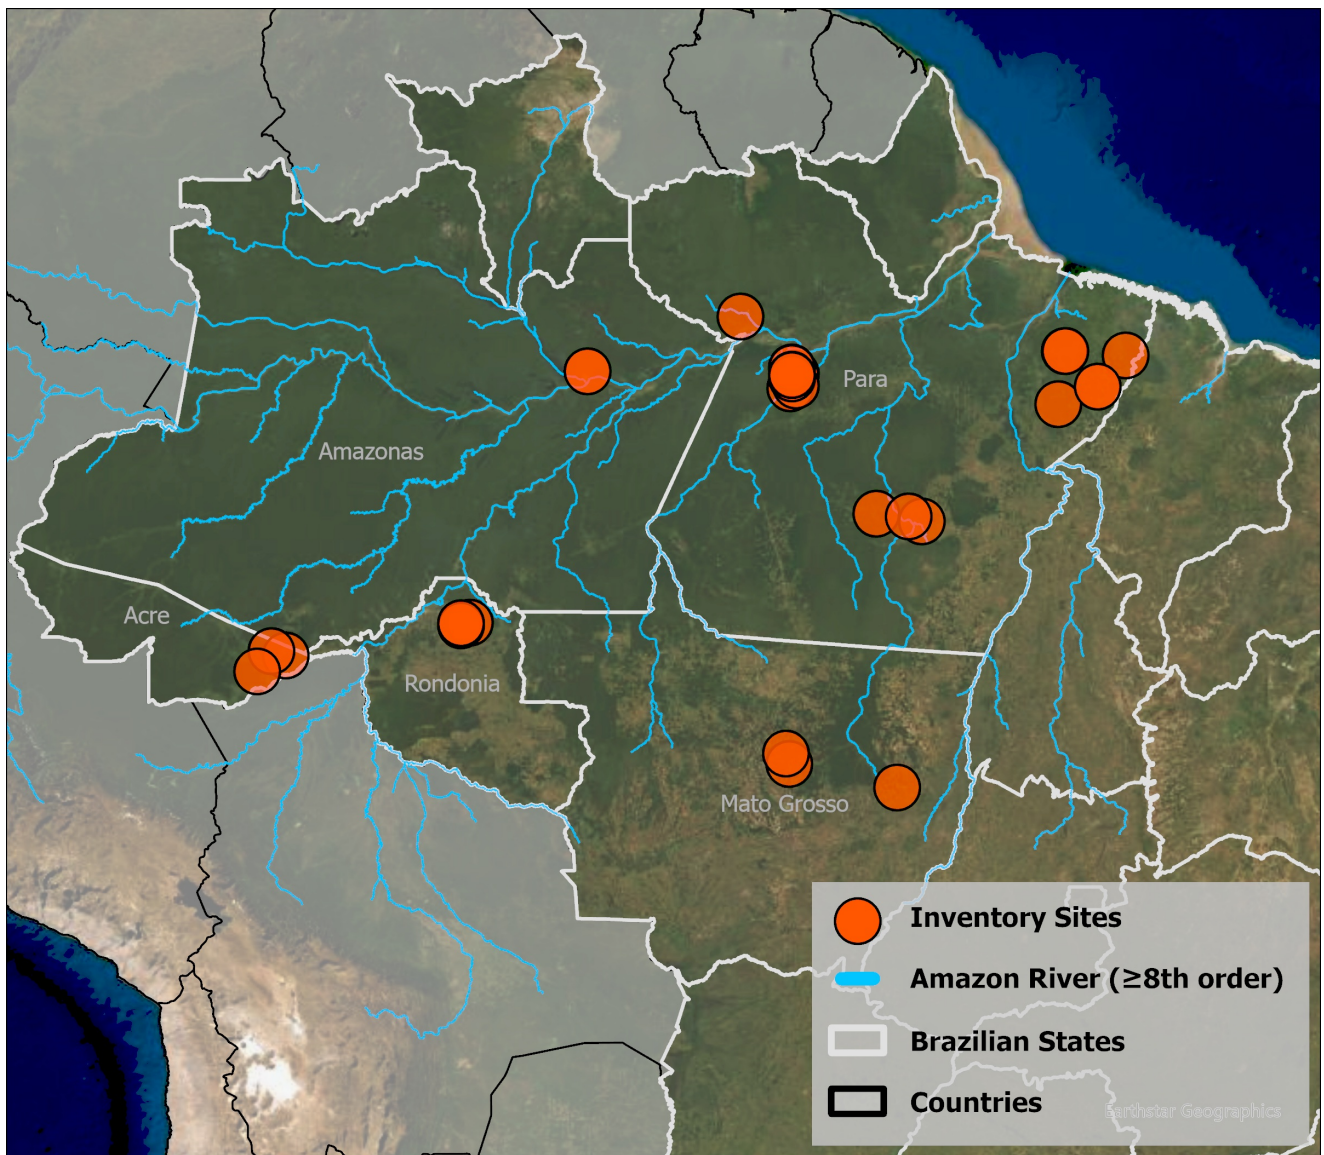 Para
Amazonas
Acre
Rondonia
Mato Grosso
Inventory Sites
Amazon River (≥8th order)
Brazilian States
Countries
Earthstar Geographics